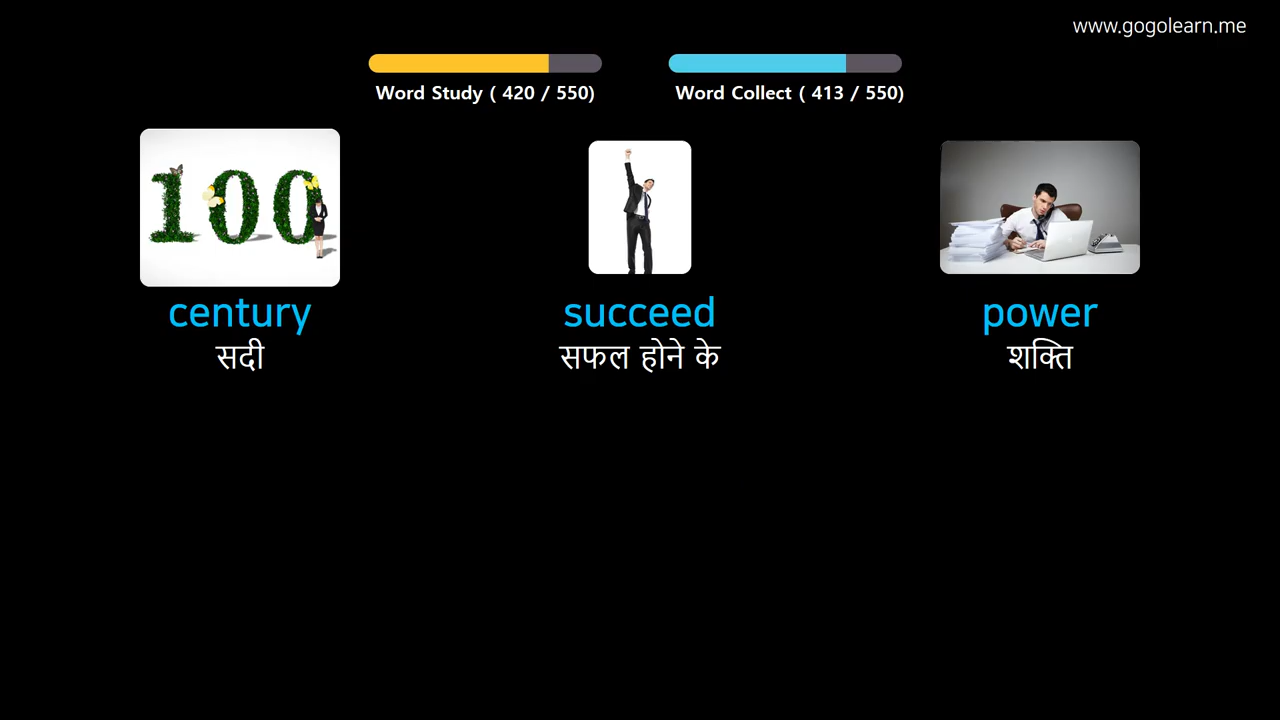 www.gogolearn.me
Word Study ( 420 / 550)
Word Collect ( 413 / 550)
100
century
सदी
succeed
सफल होने के
power
शक्ति